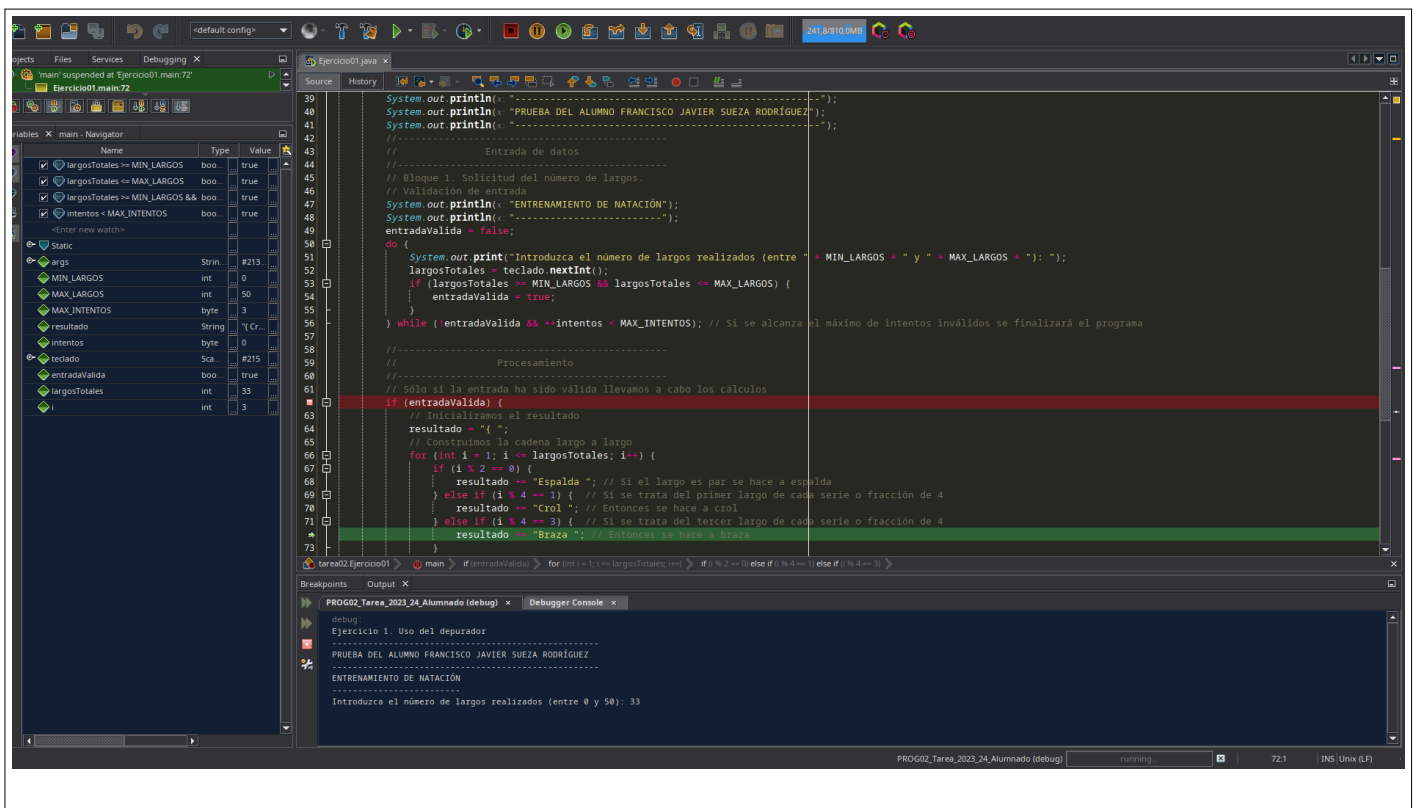 <default config>
241,8/810,0MB
ojects Files Services Debugging
'main' suspended at 'Ejercicio01.main:72'
Ejercicio01.main:72
riables main - Navigator
Name Type Value
largosTotales >= MIN_LARGOS boo... true
largosTotales <= MAX_LARGOS boo... true
largosTotales >= MIN_LARGOS && boo... true
intentos < MAX_INTENTOS boo... true
<Enter new watch>
Static
args Strin... #213...
MIN_LARGOS int 0
MAX_LARGOS int 50
MAX_INTENTOS byte 3
resultado String "{ Cr...
intentos byte 0
teclado Sca... #215
entradaValida boo... true
largosTotales int 33
i int 3
Ejercicio01.java
Source History
39 System.out.println(x: "----------------------------------------------------");
40 System.out.println(x: "PRUEBA DEL ALUMNO FRANCISCO JAVIER SUEZA RODRÍGUEZ");
41 System.out.println(x: "----------------------------------------------------");
42 //----------------------------------------------
43 // Entrada de datos
44 //----------------------------------------------
45 // Bloque 1. Solicitud del número de largos.
46 // Validación de entrada
47 System.out.println(x: "ENTRENAMIENTO DE NATACIÓN");
48 System.out.println(x: "-------------------------");
49 entradaValida = false;
50 do {
51 System.out.print("Introduzca el número de largos realizados (entre " + MIN_LARGOS + " y " + MAX_LARGOS + "): ");
52 largosTotales = teclado.nextInt();
53 if (largosTotales >= MIN_LARGOS && largosTotales <= MAX_LARGOS) {
54 entradaValida = true;
55 }
56 } while (!entradaValida && ++intentos < MAX_INTENTOS); // Si se alcanza el máximo de intentos inválidos se finalizará el programa
57
58 //----------------------------------------------
59 // Procesamiento
60 //----------------------------------------------
61 // Sólo si la entrada ha sido válida llevamos a cabo los cálculos
if (entradaValida) {
63 // Inicializamos el resultado
64 resultado = "{ ";
65 // Construimos la cadena largo a largo
66 for (int i = 1; i <= largosTotales; i++) {
67 if (i % 2 == 0) {
68 resultado += "Espalda "; // Si el largo es par se hace a espalda
69 } else if (i % 4 == 1) { // Si se trata del primer largo de cada serie o fracción de 4
70 resultado += "Crol "; // Entonces se hace a crol
71 } else if (i % 4 == 3) { // Si se trata del tercer largo de cada serie o fracción de 4
resultado += "Braza "; // Entonces se hace a braza
73 }
tarea02.Ejercicio01 main if (entradaValida) for (int i = 1; i <= largosTotales; i++) if (i % 2 == 0) else if (i % 4 == 1) else if (i % 4 == 3)
Breakpoints Output
PROG02_Tarea_2023_24_Alumnado (debug) Debugger Console
debug:
Ejercicio 1. Uso del depurador
----------------------------------------------------
PRUEBA DEL ALUMNO FRANCISCO JAVIER SUEZA RODRÍGUEZ
----------------------------------------------------
ENTRENAMIENTO DE NATACIÓN
-------------------------
Introduzca el número de largos realizados (entre 0 y 50): 33
PROG02_Tarea_2023_24_Alumnado (debug) running... 72:1 INS Unix (LF)